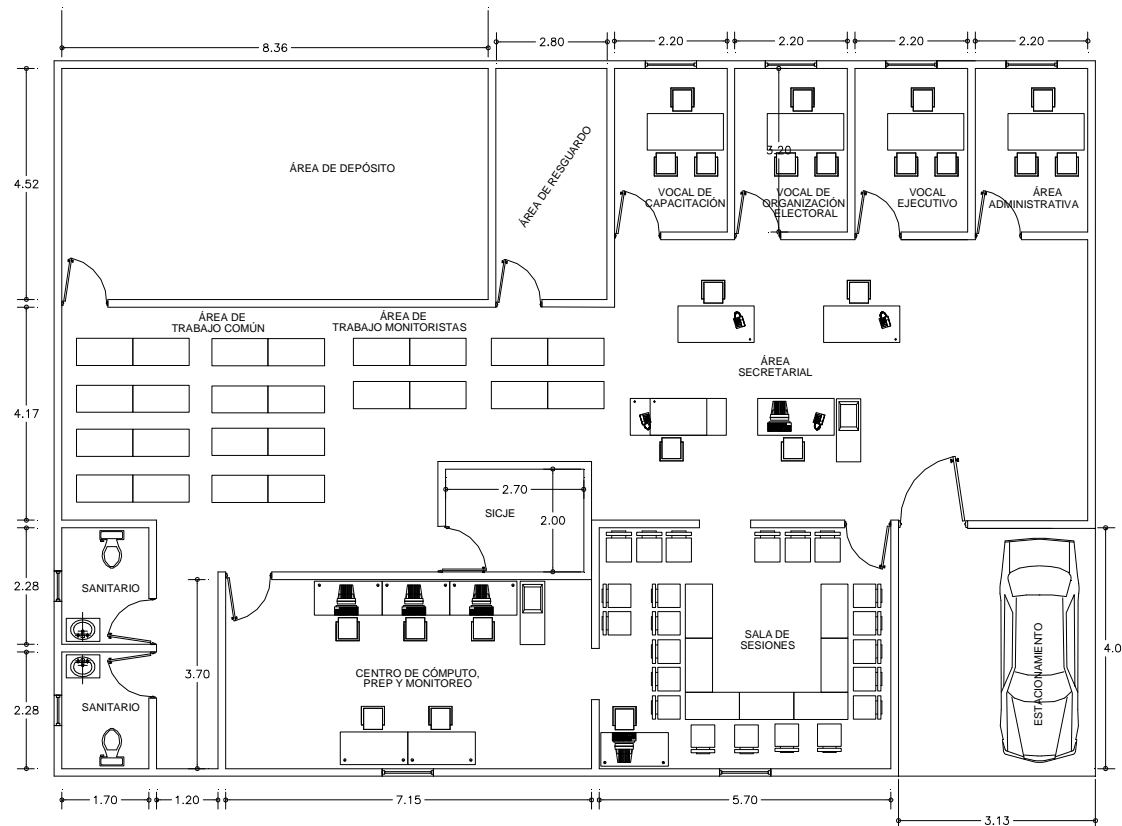 8.36
2.80
2.20
2.20
2.20
2.20
4.52
ÁREA DE DEPÓSITO
ÁREA DE RESGUARDO
3.20
VOCAL DE
CAPACITACIÓN
VOCAL DE
ORGANIZACIÓN
ELECTORAL
VOCAL
EJECUTIVO
ÁREA
ADMINISTRATIVA
ÁREA DE
TRABAJO COMÚN
ÁREA DE
TRABAJO MONITORISTAS
ÁREA
SECRETARIAL
4.17
2.70
SICJE
2.00
2.28
SANITARIO
3.70
CENTRO DE CÓMPUTO,
PREP Y MONITOREO
SALA DE
SESIONES
ESTACIONAMIENTO
4.0
2.28
SANITARIO
1.70
1.20
7.15
5.70
3.13